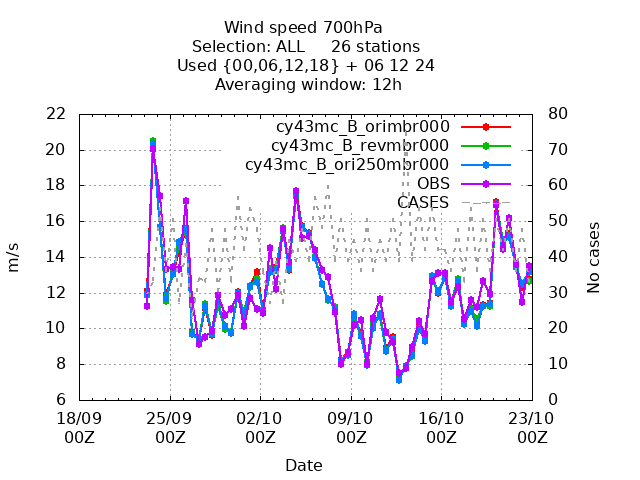 Wind speed 700hPa
Selection: ALL 26 stations
Used {00,06,12,18} + 06 12 24
Averaging window: 12h
cy43mc_B_orimbr000
cy43mc_B_revmbr000
cy43mc_B_ori250mbr000
OBS
CASES
m/s
22
20
18
16
14
12
10
8
6
80
70
60
50
40
30
20
10
0
No cases
18/09 25/09 02/10 09/10 16/10 23/10
00Z 00Z 00Z 00Z 00Z 00Z
Date